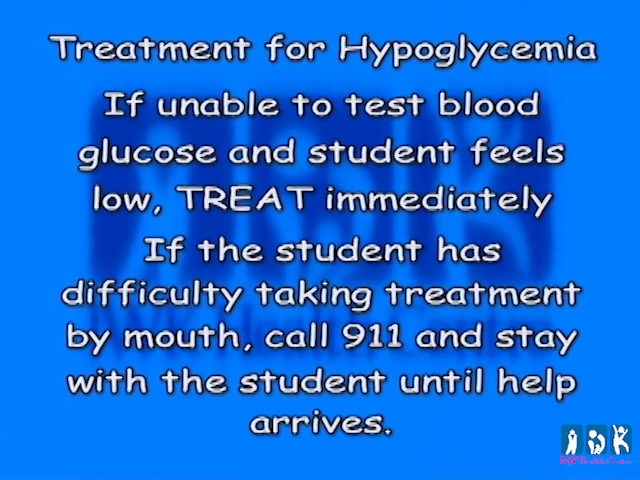 Treatment for Hypoglycemia
If unable to test blood
glucose and student feels
low, TREAT immediately
If the student has
difficulty taking treatment
by mouth, call 911 and stay
with the student until help
arrives.